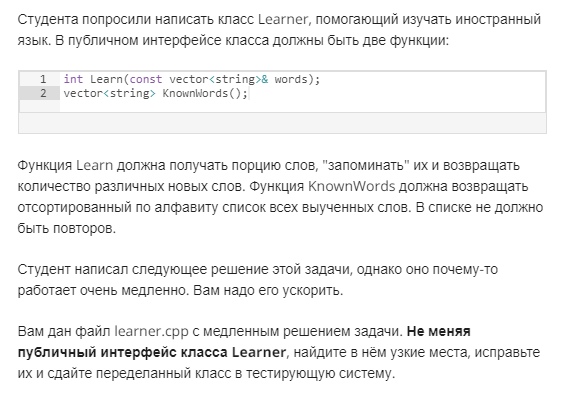 Студента попросили написать класс Learner, помогающий изучать иностранный
язык. В публичном интерфейсе класса должны быть две функции:
1 int Learn(const vector<string>& words);
2 vector<string> KnownWords();
Функция Learn должна получать порцию слов, "запоминать" их и возвращать
количество различных новых слов. Функция KnownWords должна возвращать
отсортированный по алфавиту список всех выученных слов. В списке не должно
быть повторов.
Студент написал следующее решение этой задачи, однако оно почему-то
работает очень медленно. Вам надо его ускорить.
Вам дан файл learner.cpp с медленным решением задачи. Не меняя
публичный интерфейс класса Learner, найдите в нём узкие места, исправьте
их и сдайте переделанный класс в тестирующую систему.